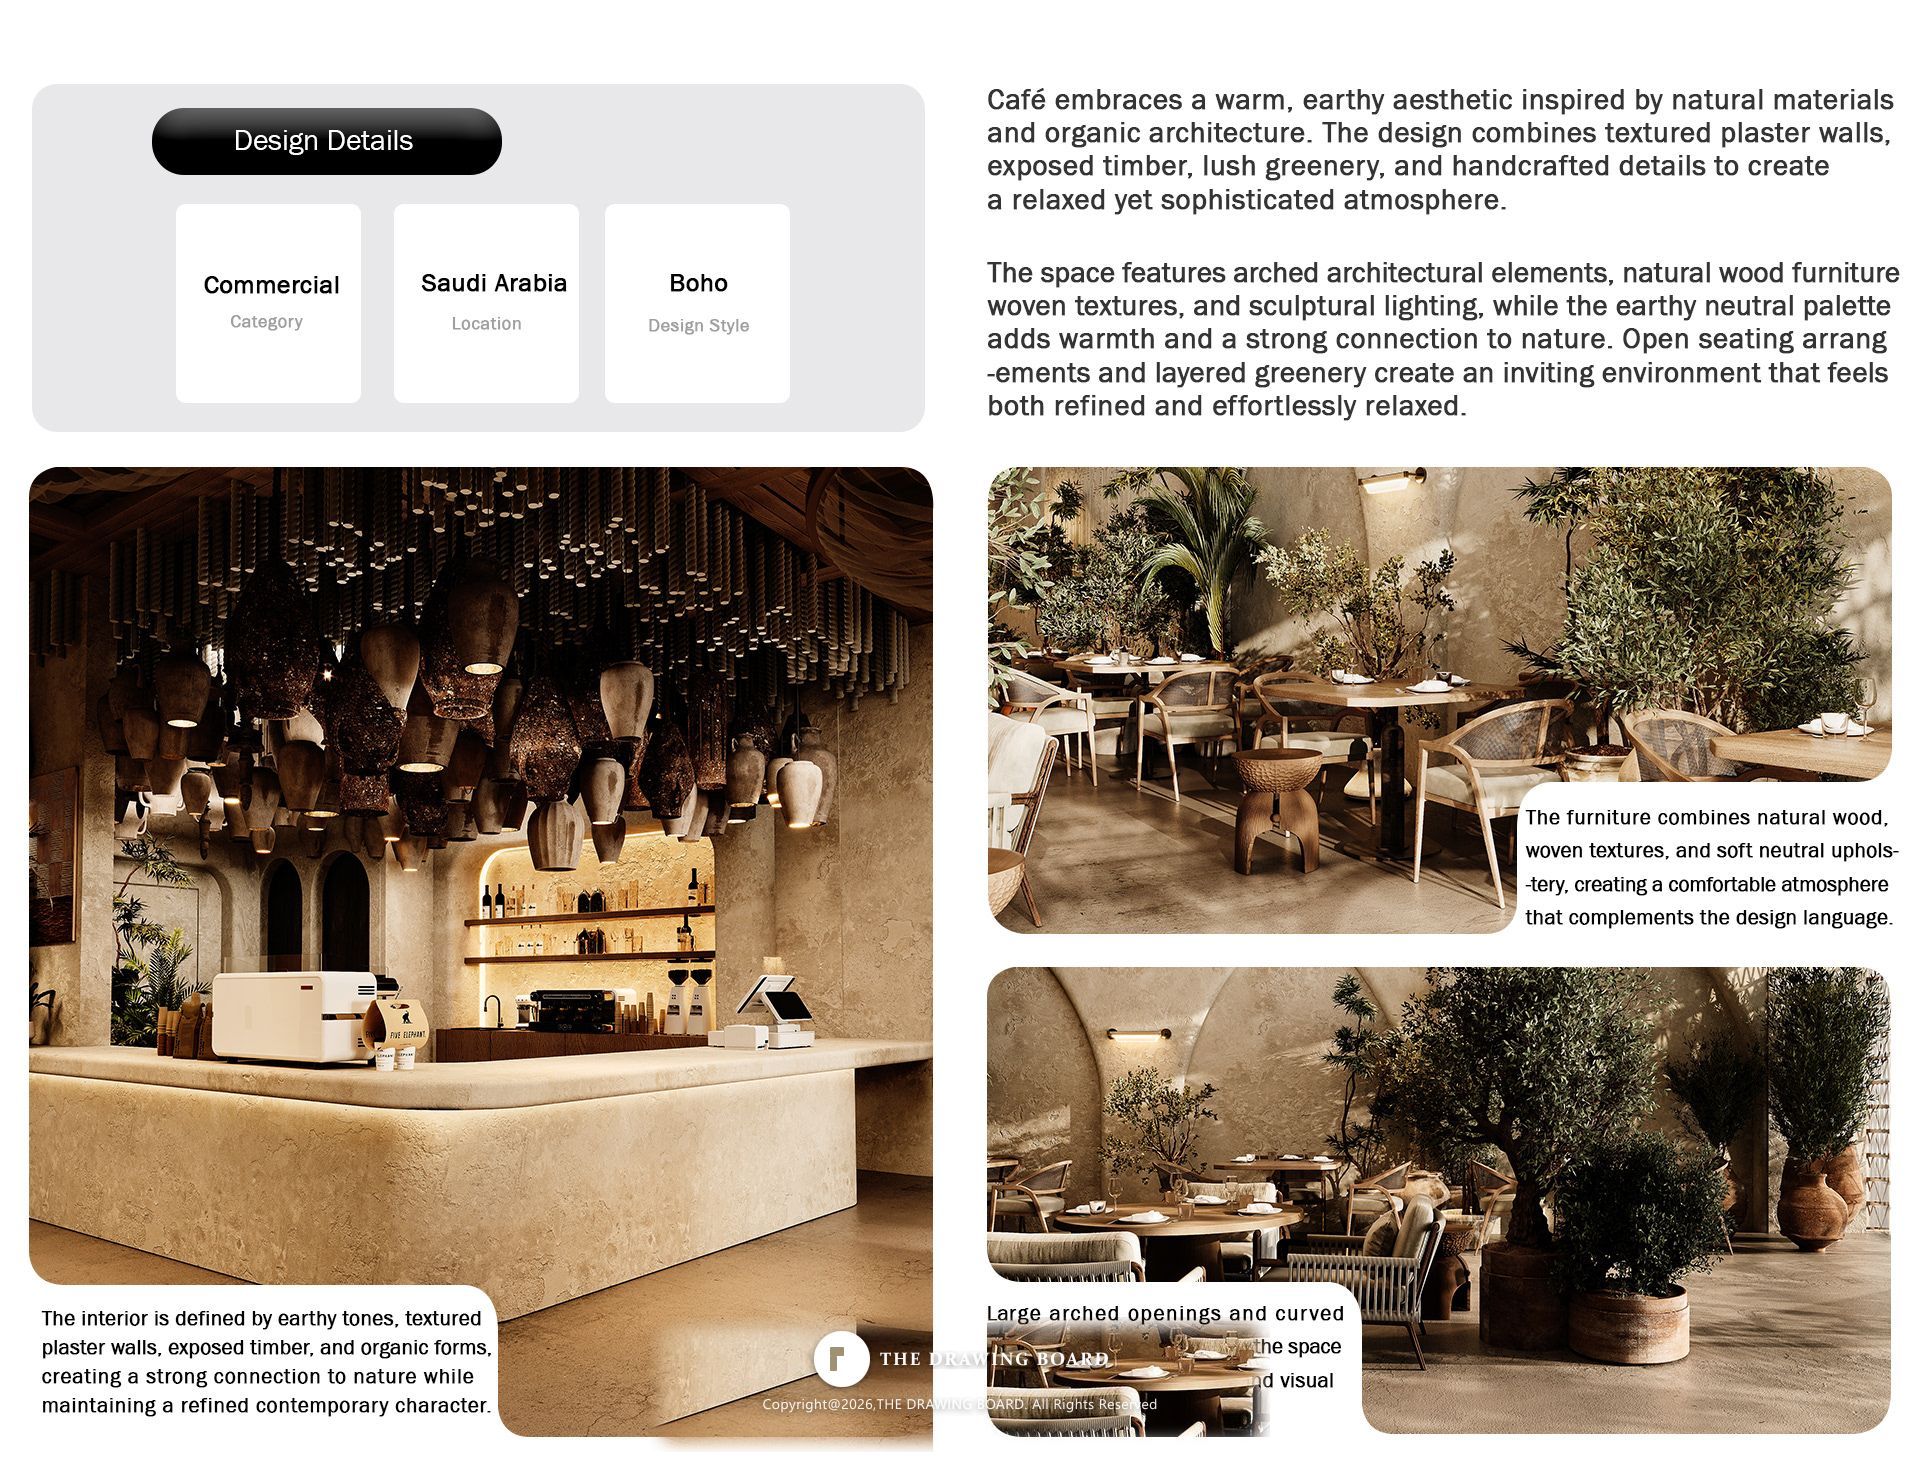 Design Details
Commercial
Category
Saudi Arabia
Location
Boho
Design Style
Café embraces a warm, earthy aesthetic inspired by natural materials
and organic architecture. The design combines textured plaster walls,
exposed timber, lush greenery, and handcrafted details to create
a relaxed yet sophisticated atmosphere.
The space features arched architectural elements, natural wood furniture
woven textures, and sculptural lighting, while the earthy neutral palette
adds warmth and a strong connection to nature. Open seating arrang
-ements and layered greenery create an inviting environment that feels
both refined and effortlessly relaxed.
FIVE ELEPHANT
The interior is defined by earthy tones, textured
plaster walls, exposed timber, and organic forms,
creating a strong connection to nature while
maintaining a refined contemporary character.
The furniture combines natural wood,
woven textures, and soft neutral uphols-
-tery, creating a comfortable atmosphere
that complements the design language.
Large arched openings and curved
the space
visual
THE DRAWING BOARD
Copyright@2026,THE DRAWING BOARD. All Rights Reserved